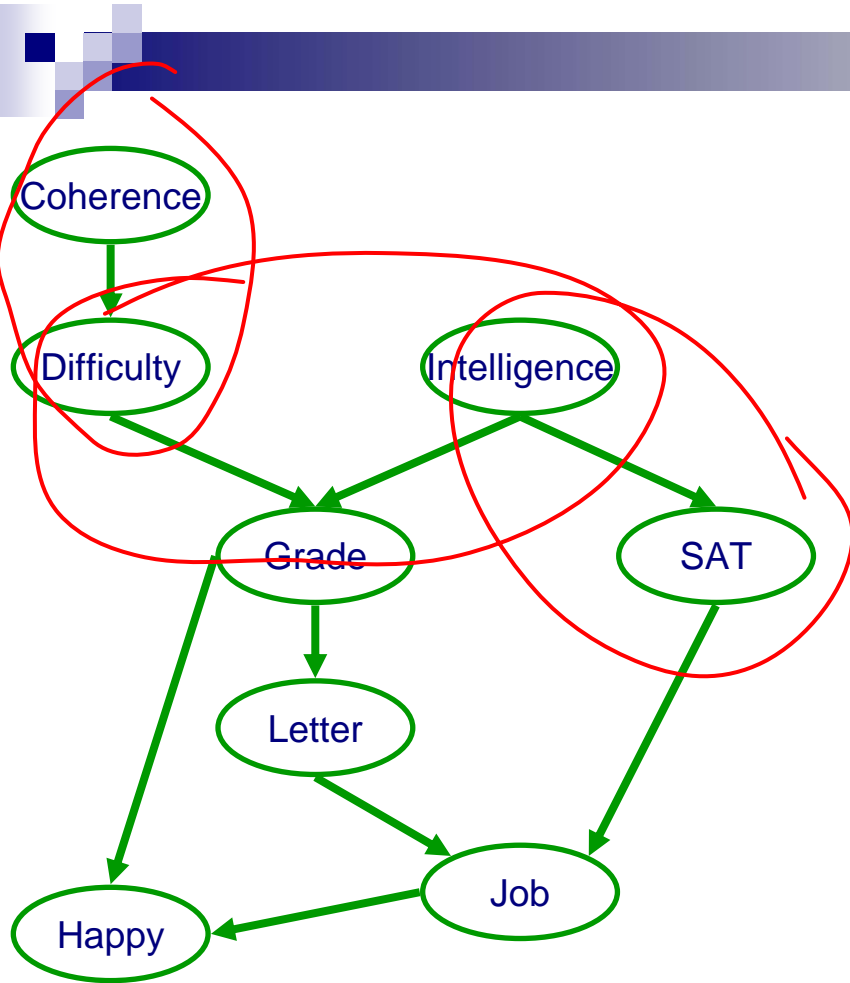 Coherence
Difficulty
Intelligence
Grade
SAT
Letter
Job
Happy